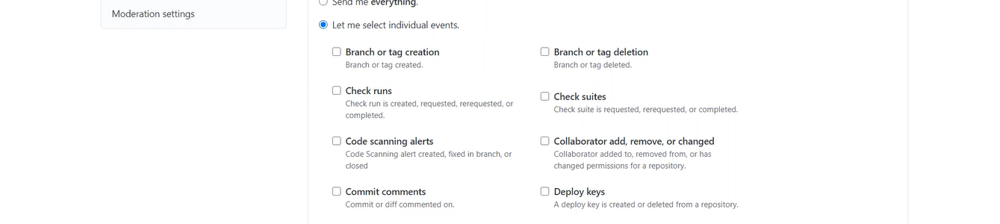 Send me everything.
Moderation settings
Let me select individual events.
Branch or tag creation
Branch or tag created.
Branch or tag deletion
Branch or tag deleted.
Check runs
Check run is created, requested, rerequested, or
completed.
Check suites
Check suite is requested, rerequested, or completed.
Code scanning alerts
Code Scanning alert created, fixed in branch, or
closed
Collaborator add, remove, or changed
Collaborator added to, removed from, or has
changed permissions for a repository.
Commit comments
Commit or diff commented on.
Deploy keys
A deploy key is created or deleted from a repository.